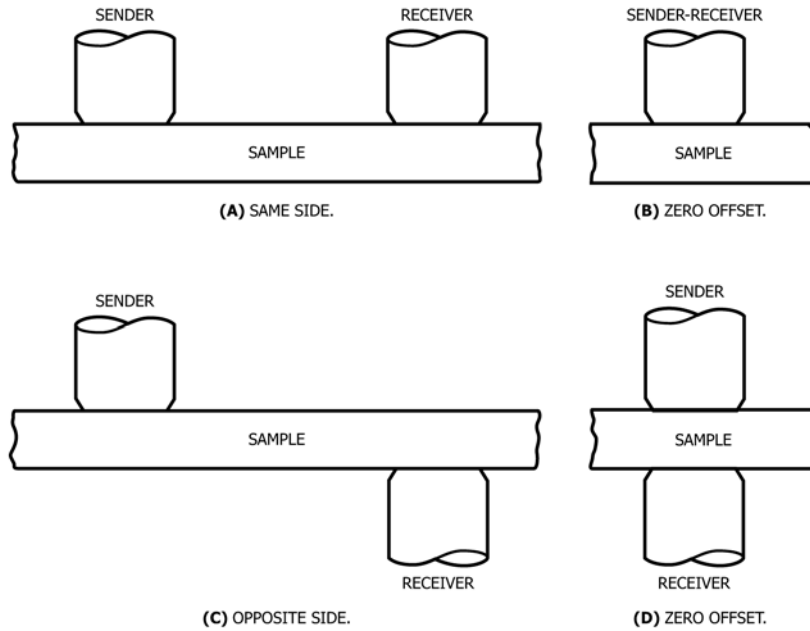 SENDER
RECEIVER
SENDER-RECEIVER
SAMPLE
SAMPLE
(A) SAME SIDE.
(B) ZERO OFFSET.
SENDER
SENDER
SAMPLE
SAMPLE
RECEIVER
RECEIVER
(C) OPPOSITE SIDE.
(D) ZERO OFFSET.